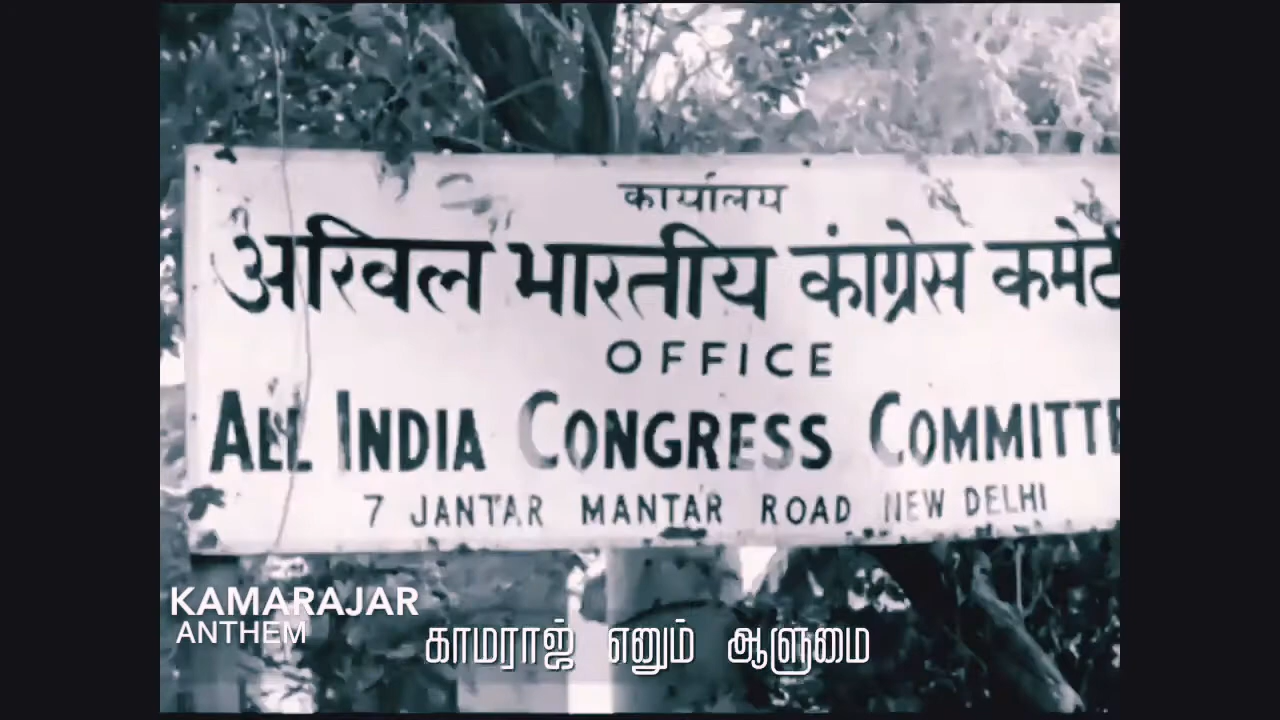 कार्यालय
अखिल भारतीय कांग्रेस कमेटी
OFFICE
ALL INDIA CONGRESS COMMITTE
7 JANTAR MANTAR ROAD NEW DELHI
KAMARAJAR
ANTHEM
காமராஜ் எனும் ஆளுமை